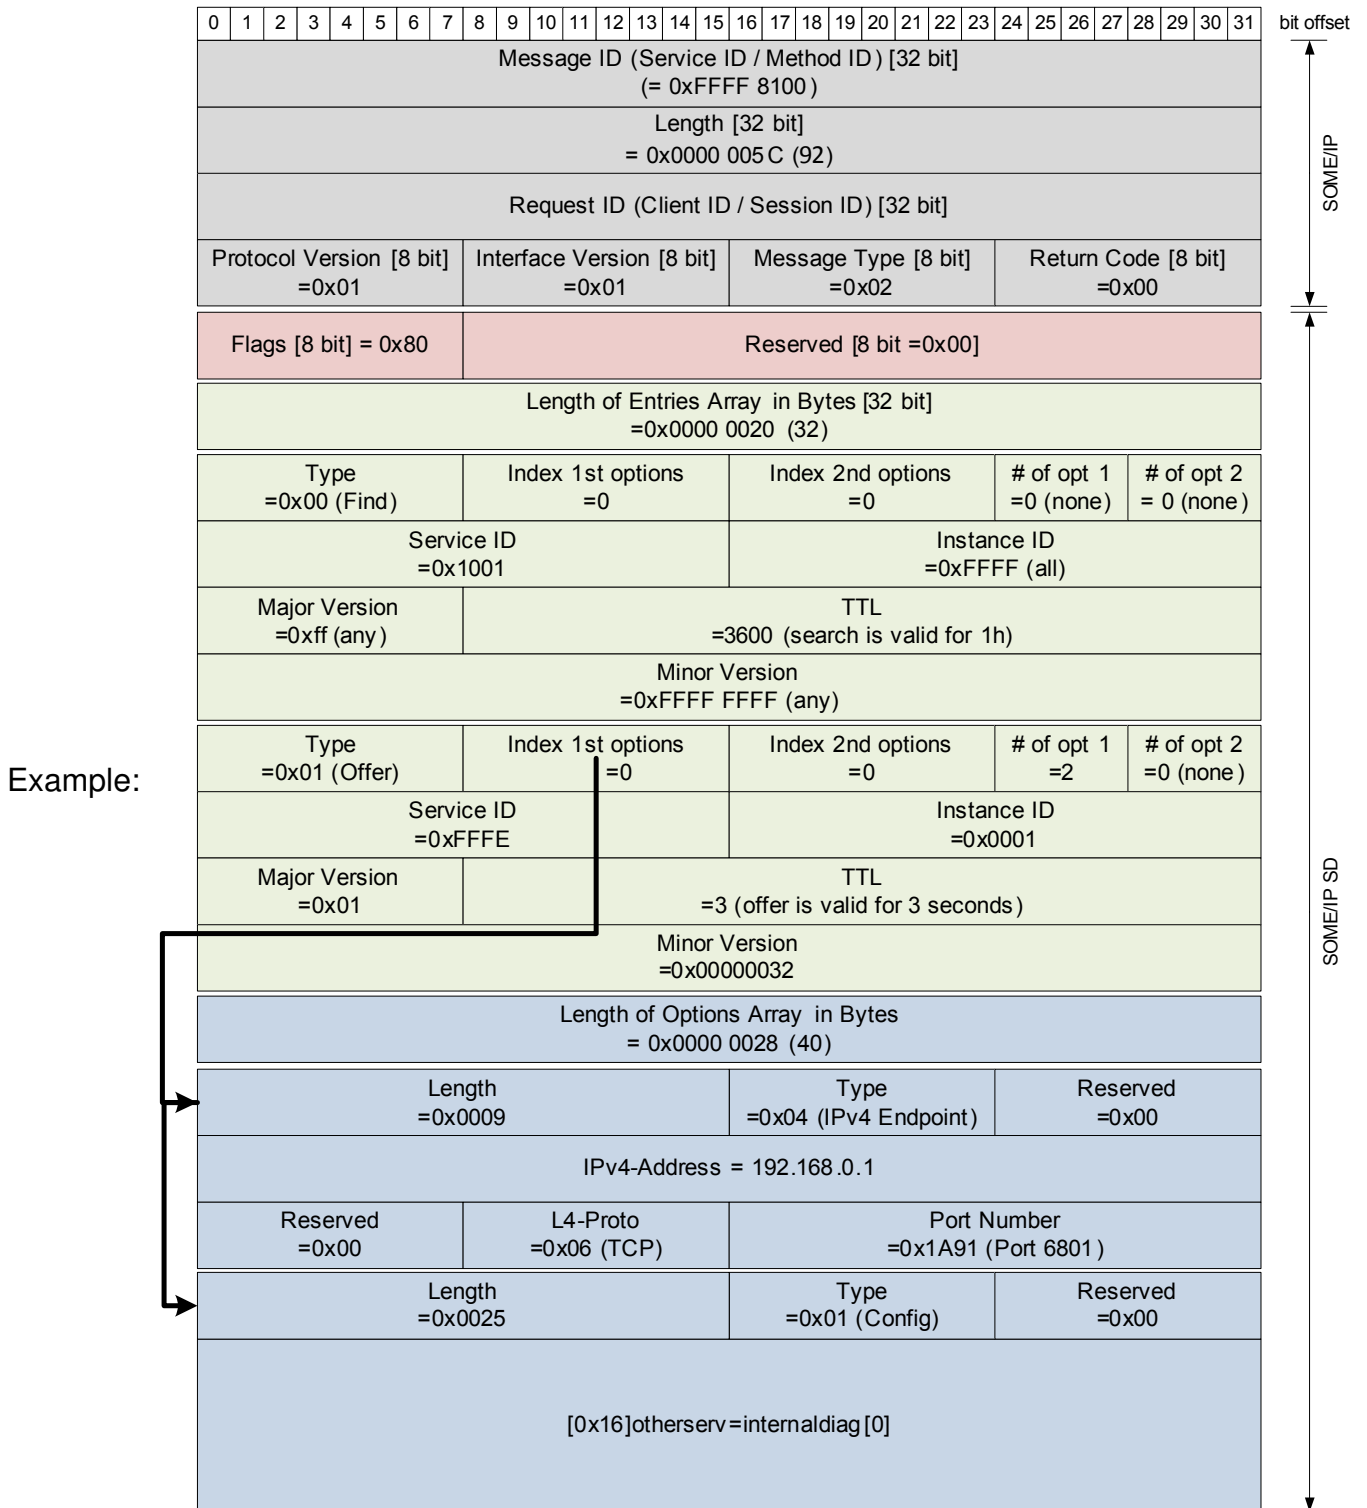 0 1 2 3 4 5 6 7 8 9 10 11 12 13 14 15 16 17 18 19 20 21 22 23 24 25 26 27 28 29 30 31 bit offset
Message ID (Service ID / Method ID) [32 bit]
(= 0xFFFF 8100)
Length [32 bit]
= 0x0000 005C (92)
Request ID (Client ID / Session ID) [32 bit]
SOME/IP
Protocol Version [8 bit] Interface Version [8 bit] Message Type [8 bit] Return Code [8 bit]
=0x01 =0x01 =0x02 =0x00
Flags [8 bit] = 0x80 Reserved [8 bit =0x00]
Length of Entries Array in Bytes [32 bit]
=0x0000 0020 (32)
Type Index 1st options Index 2nd options # of opt 1 # of opt 2
=0x00 (Find) =0 =0 =0 (none) = 0 (none)
Service ID Instance ID
=0x1001 =0xFFFF (all)
Major Version TTL
=0xff (any) =3600 (search is valid for 1h)
Minor Version
=0xFFFF FFFF (any)
Example:
Type Index 1st options Index 2nd options # of opt 1 # of opt 2
=0x01 (Offer) =0 =0 =2 =0 (none)
Service ID Instance ID
=0xFFFE =0x0001
Major Version TTL
=0x01 =3 (offer is valid for 3 seconds)
SOME/IP SD
Minor Version
=0x00000032
Length of Options Array in Bytes
= 0x0000 0028 (40)
Length Type Reserved
=0x0009 =0x04 (IPv4 Endpoint) =0x00
IPv4-Address = 192.168.0.1
Reserved L4-Proto Port Number
=0x00 =0x06 (TCP) =0x1A91 (Port 6801)
Length Type Reserved
=0x0025 =0x01 (Config) =0x00
[0x16]otherserv=internaldiag[0]